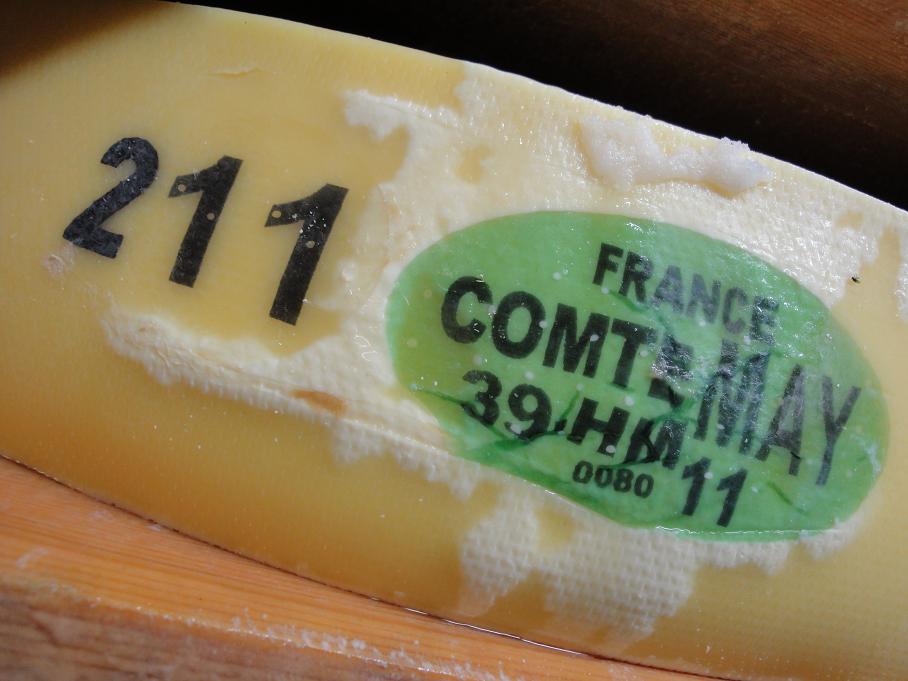 211
FRANCE
COMTE MAY
39.HM 11
0080